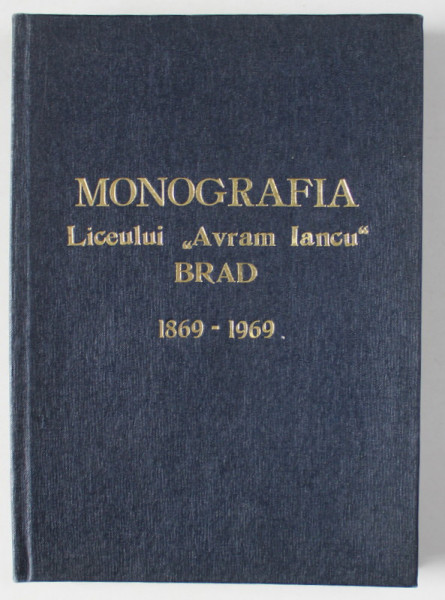 MONOGRAFIA
Liceului „Avram Iancu“
BRAD
1869 - 1969.